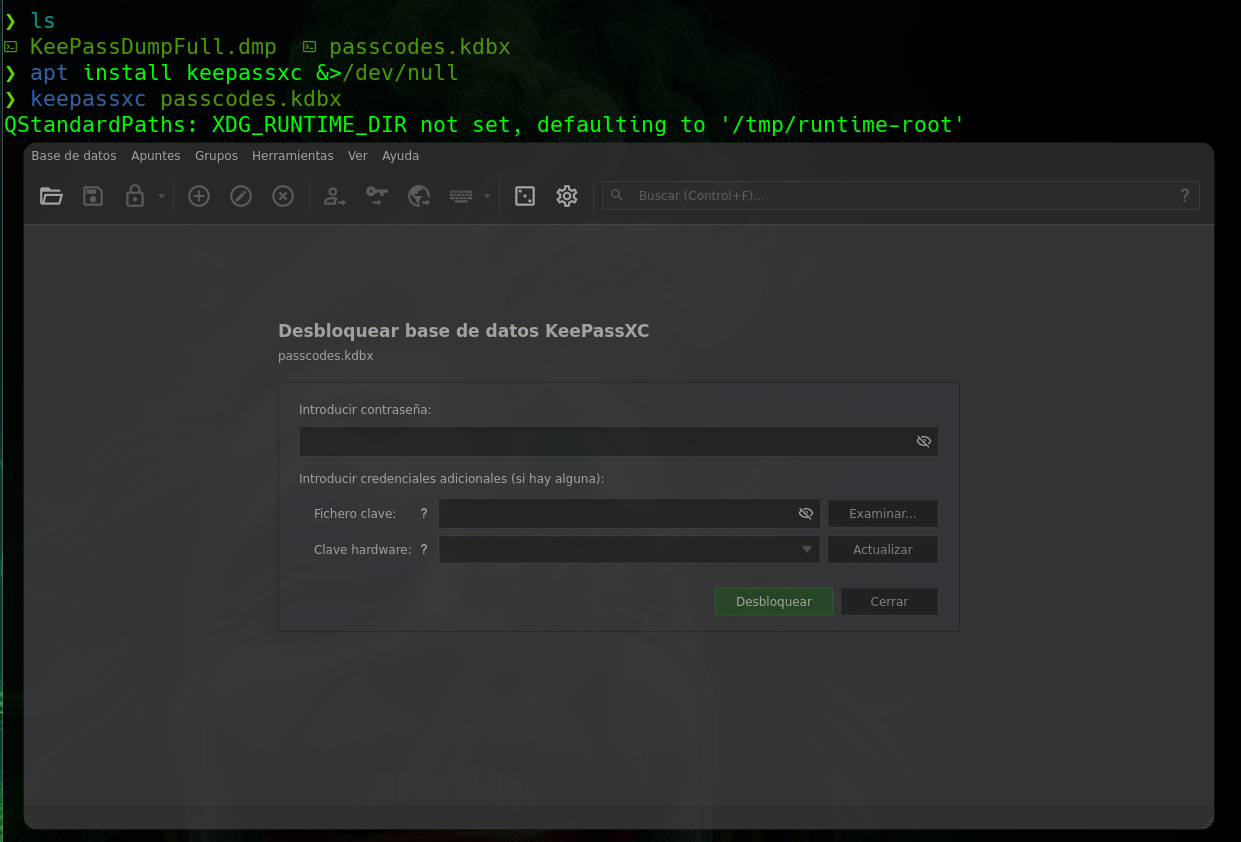 ❯ ls
KeePassDumpFull.dmp passcodes.kdbx
❯ apt install keepassxc &>/dev/null
❯ keepassxc passcodes.kdbx
QStandardPaths: XDG_RUNTIME_DIR not set, defaulting to '/tmp/runtime-root'
Base de datos Apuntes Grupos Herramientas Ver Ayuda
Buscar (Control+F)... ?
Desbloquear base de datos KeePassXC
passcodes.kdbx
Introducir contraseña:
Introducir credenciales adicionales (si hay alguna):
Fichero clave: ? Examinar...
Clave hardware: ? Actualizar
Desbloquear Cerrar